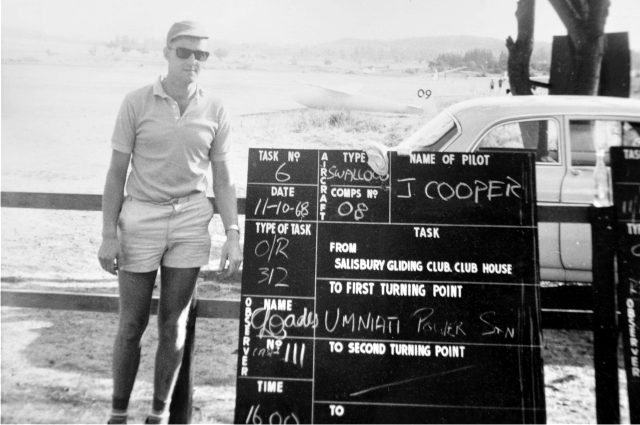 09
TASK Nº
6
AIRCRAFT
TYPE
SWALLOW
COMPS Nº
08
NAME OF PILOT
J COOPER
DATE
11-10-68
TYPE OF TASK
O/R
312
TASK
FROM
SALISBURY GLIDING CLUB. CLUB HOUSE
TO FIRST TURNING POINT
UMNIATI POWER STN
OBSERVER
NAME
Nº
111
TO SECOND TURNING POINT
TIME
16.00
TO